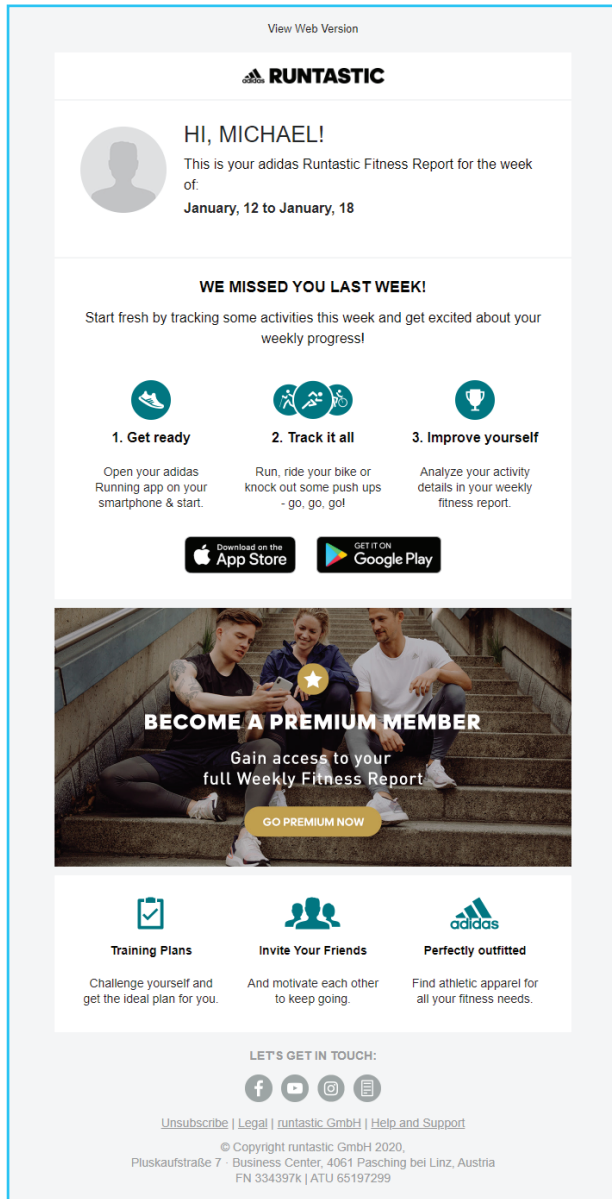 View Web Version
adidas RUNTASTIC
HI, MICHAEL!
This is your adidas Runtastic Fitness Report for the week
of:
January, 12 to January, 18
WE MISSED YOU LAST WEEK!
Start fresh by tracking some activities this week and get excited about your
weekly progress!
1. Get ready
Open your adidas
Running app on your
smartphone & start.
2. Track it all
Run, ride your bike or
knock out some push ups
- go, go, go!
3. Improve yourself
Analyze your activity
details in your weekly
fitness report.
Download on the
App Store
GET IT ON
Google Play
BECOME A PREMIUM MEMBER
Gain access to your
full Weekly Fitness Report
GO PREMIUM NOW
Training Plans
Challenge yourself and
get the ideal plan for you.
Invite Your Friends
And motivate each other
to keep going.
adidas
Perfectly outfitted
Find athletic apparel for
all your fitness needs.
LET'S GET IN TOUCH:
Unsubscribe | Legal | runtastic GmbH | Help and Support
© Copyright runtastic GmbH 2020,
Pluskaufstraße 7 · Business Center, 4061 Pasching bei Linz, Austria
FN 334397k | ATU 65197299